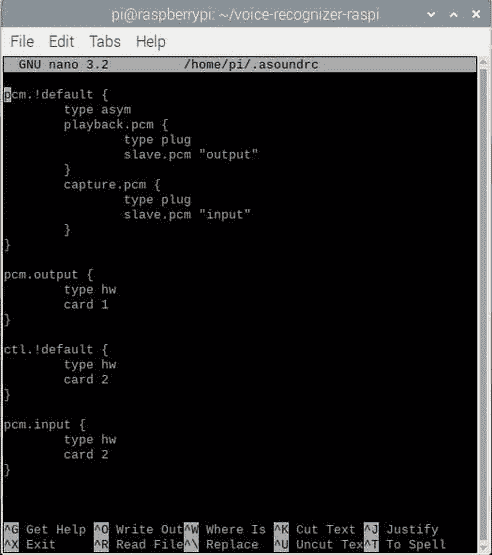 pi@raspberrypi: ~/voice-recognizer-raspi
File Edit Tabs Help
GNU nano 3.2 /home/pi/.asoundrc
pcm.!default {
type asym
playback.pcm {
type plug
slave.pcm "output"
}
capture.pcm {
type plug
slave.pcm "input"
}
}
pcm.output {
type hw
card 1
}
ctl.!default {
type hw
card 2
}
pcm.input {
type hw
card 2
}
^G Get Help ^O Write Out ^W Where Is ^K Cut Text ^J Justify
^X Exit ^R Read File ^\ Replace ^U Uncut Tex ^T To Spell